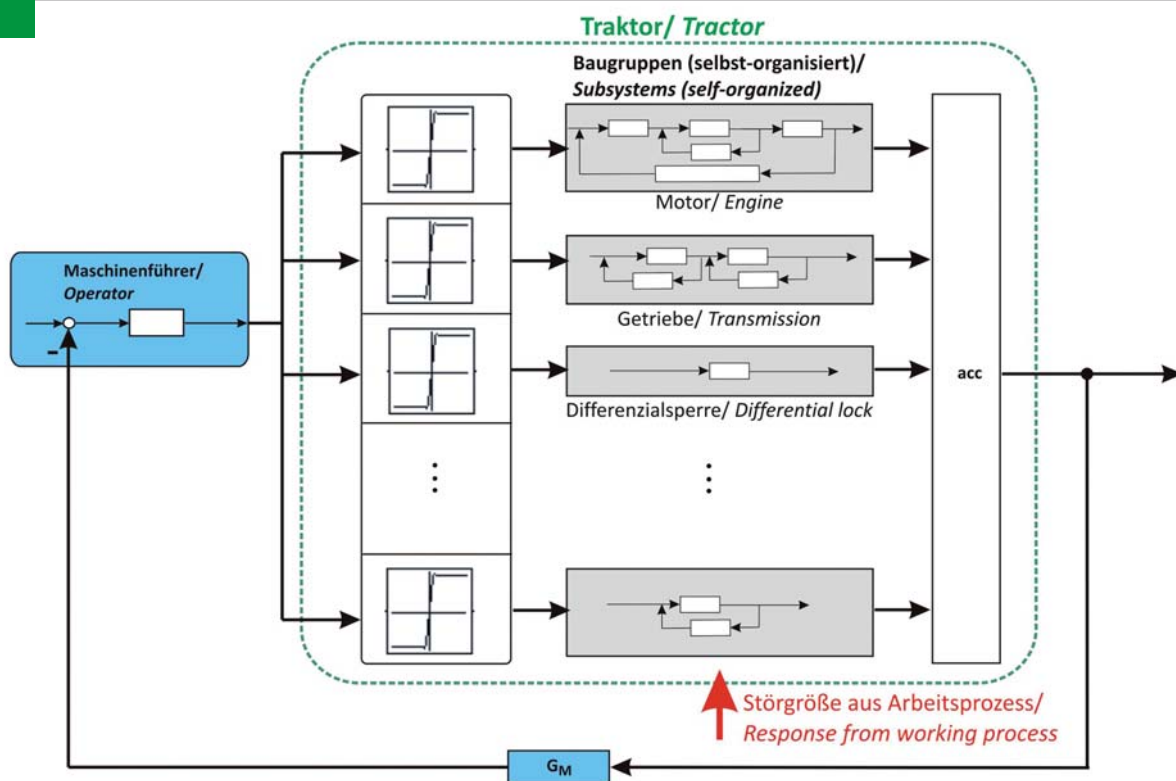 Traktor/ Tractor
Baugruppen (selbst-organisiert)/
Subsystems (self-organized)
Motor/ Engine
Maschinenführer/
Operator
-
Getriebe/ Transmission
acc
Differenzialsperre/ Differential lock
Störgröße aus Arbeitsprozess/
Response from working process
GM